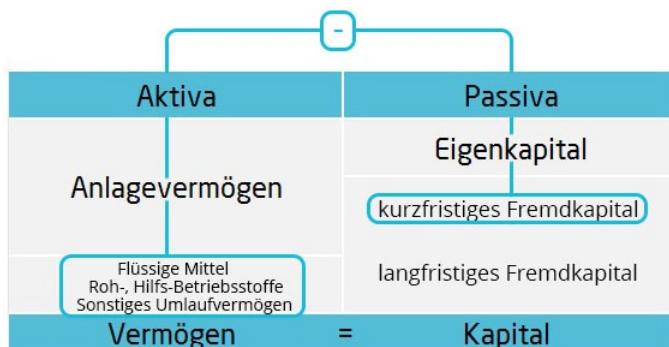 -
Aktiva
Passiva
Eigenkapital
Anlagevermögen
kurzfristiges Fremdkapital
Flüssige Mittel
Roh-, Hilfs-Betriebsstoffe
Sonstiges Umlaufvermögen
langfristiges Fremdkapital
Vermögen = Kapital